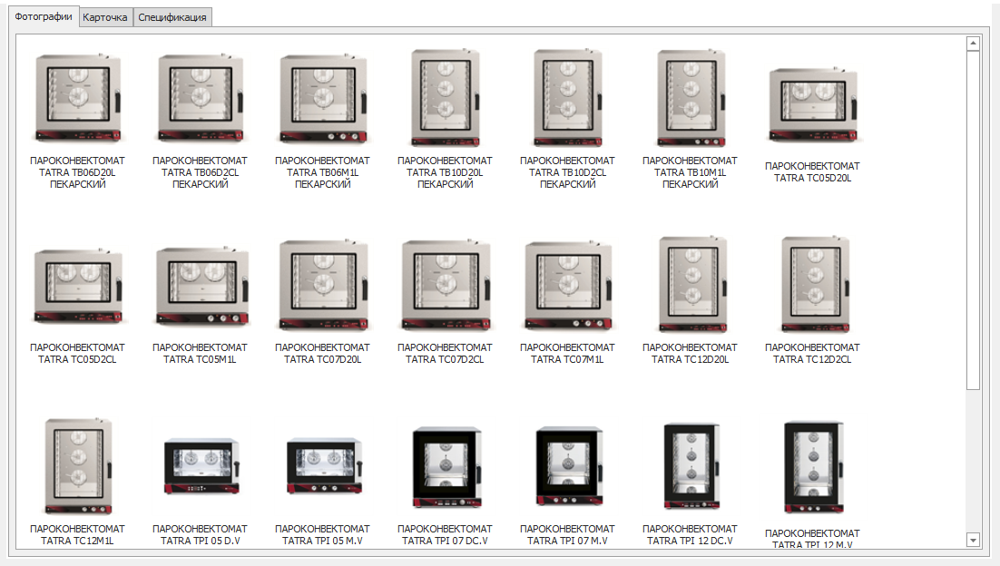 Фотографии Карточка Спецификация
ПАРОКОНВЕКТОМАТ ПАРОКОНВЕКТОМАТ ПАРОКОНВЕКТОМАТ ПАРОКОНВЕКТОМАТ ПАРОКОНВЕКТОМАТ ПАРОКОНВЕКТОМАТ ПАРОКОНВЕКТОМАТ
TATRA TB06D20L TATRA TB06D2CL TATRA TB06M1L TATRA TB10D20L TATRA TB10D2CL TATRA TB10M1L TATRA TC05D20L
ПЕКАРСКИЙ ПЕКАРСКИЙ ПЕКАРСКИЙ ПЕКАРСКИЙ ПЕКАРСКИЙ ПЕКАРСКИЙ
ПАРОКОНВЕКТОМАТ ПАРОКОНВЕКТОМАТ ПАРОКОНВЕКТОМАТ ПАРОКОНВЕКТОМАТ ПАРОКОНВЕКТОМАТ ПАРОКОНВЕКТОМАТ ПАРОКОНВЕКТОМАТ
TATRA TC05D2CL TATRA TC05M1L TATRA TC07D20L TATRA TC07D2CL TATRA TC07M1L TATRA TC12D20L TATRA TC12D2CL
ПАРОКОНВЕКТОМАТ ПАРОКОНВЕКТОМАТ ПАРОКОНВЕКТОМАТ ПАРОКОНВЕКТОМАТ ПАРОКОНВЕКТОМАТ ПАРОКОНВЕКТОМАТ ПАРОКОНВЕКТОМАТ
TATRA TC12M1L TATRA TPI 05 D.V TATRA TPI 05 M.V TATRA TPI 07 DC.V TATRA TPI 07 M.V TATRA TPI 12 DC.V TATRA TPI 12 M.V